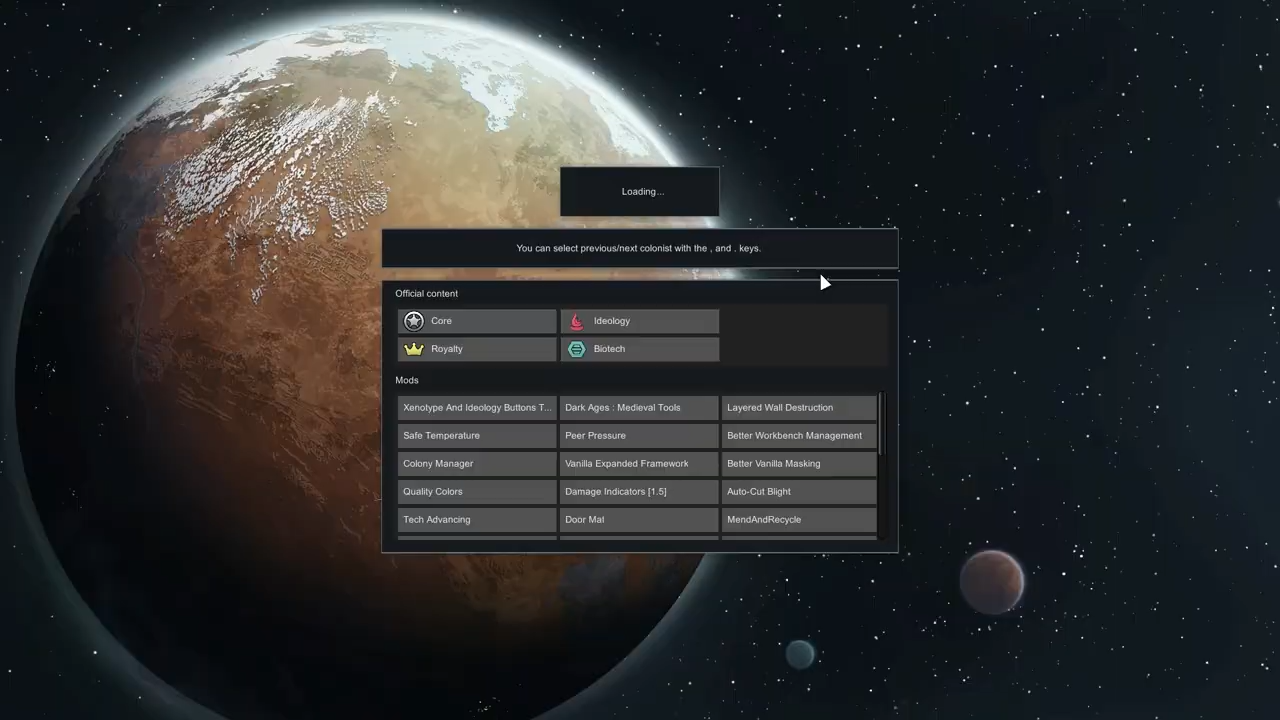 Loading...
You can select previous/next colonist with the , and . keys.
Official content
Core
Ideology
Royalty
Biotech
Mods
Xenotype And Ideology Buttons T...
Dark Ages : Medieval Tools
Layered Wall Destruction
Safe Temperature
Peer Pressure
Better Workbench Management
Colony Manager
Vanilla Expanded Framework
Better Vanilla Masking
Quality Colors
Damage Indicators [1.5]
Auto-Cut Blight
Tech Advancing
Door Mat
MendAndRecycle